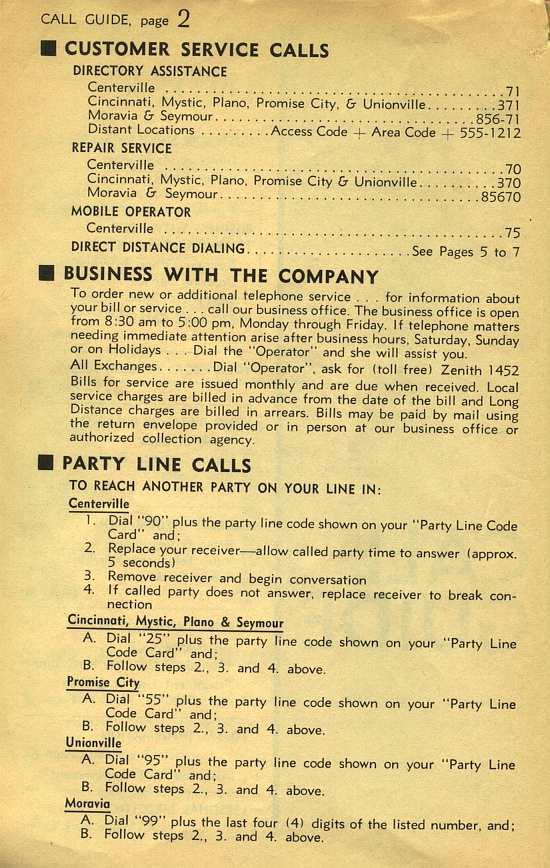 CALL GUIDE, page 2
■ CUSTOMER SERVICE CALLS
DIRECTORY ASSISTANCE
Centerville . . . . . . . . . . . . . . . . . . . . . . . . . . . . . . . . . . . . . . . . . . . 71
Cincinnati, Mystic, Plano, Promise City, & Unionville. . . . . . . . . 371
Moravia & Seymour. . . . . . . . . . . . . . . . . . . . . . . . . . . . . . . . 856-71
Distant Locations . . . . . . . . . Access Code + Area Code + 555-1212
REPAIR SERVICE
Centerville . . . . . . . . . . . . . . . . . . . . . . . . . . . . . . . . . . . . . . . . . . . 70
Cincinnati, Mystic, Plano, Promise City & Unionville. . . . . . . . . . 370
Moravia & Seymour. . . . . . . . . . . . . . . . . . . . . . . . . . . . . . . . . 85670
MOBILE OPERATOR
Centerville . . . . . . . . . . . . . . . . . . . . . . . . . . . . . . . . . . . . . . . . . . . 75
DIRECT DISTANCE DIALING. . . . . . . . . . . . . . . . . . . . . See Pages 5 to 7
■ BUSINESS WITH THE COMPANY
To order new or additional telephone service . . . for information about
your bill or service . . . call our business office. The business office is open
from 8:30 am to 5:00 pm, Monday through Friday. If telephone matters
needing immediate attention arise after business hours, Saturday, Sunday
or on Holidays . . . Dial the "Operator" and she will assist you.
All Exchanges. . . . . . . Dial "Operator", ask for (toll free) Zenith 1452
Bills for service are issued monthly and are due when received. Local
service charges are billed in advance from the date of the bill and Long
Distance charges are billed in arrears. Bills may be paid by mail using
the return envelope provided or in person at our business office or
authorized collection agency.
■ PARTY LINE CALLS
TO REACH ANOTHER PARTY ON YOUR LINE IN:
Centerville
1. Dial "90" plus the party line code shown on your "Party Line Code
Card" and;
2. Replace your receiver—allow called party time to answer (approx.
5 seconds)
3. Remove receiver and begin conversation
4. If called party does not answer, replace receiver to break con-
nection
Cincinnati, Mystic, Plano & Seymour
A. Dial "25" plus the party line code shown on your "Party Line
Code Card" and;
B. Follow steps 2., 3. and 4. above.
Promise City
A. Dial "55" plus the party line code shown on your "Party Line
Code Card" and;
B. Follow steps 2., 3. and 4. above.
Unionville
A. Dial "95" plus the party line code shown on your "Party Line
Code Card" and;
B. Follow steps 2., 3. and 4. above.
Moravia
A. Dial "99" plus the last four (4) digits of the listed number, and;
B. Follow steps 2., 3. and 4. above.